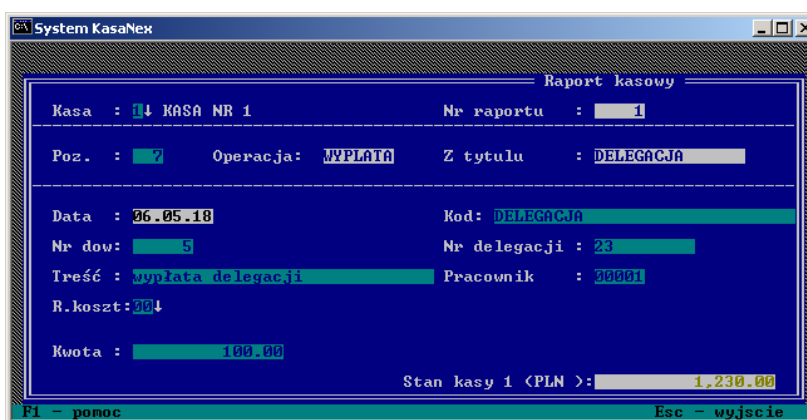 System KasaNex
Raport kasowy
Kasa : 1↓ KASA NR 1 Nr raportu : 1
Poz. : 7 Operacja: WYPLATA Z tytulu : DELEGACJA
Data : 06.05.18 Kod: DELEGACJA
Nr dow: 5 Nr delegacji : 23
Treść : wypłata delegacji Pracownik : 00001
R.koszt:00↓
Kwota : 100.00
Stan kasy 1 (PLN ): 1,230.00
F1 - pomoc Esc - wyjscie